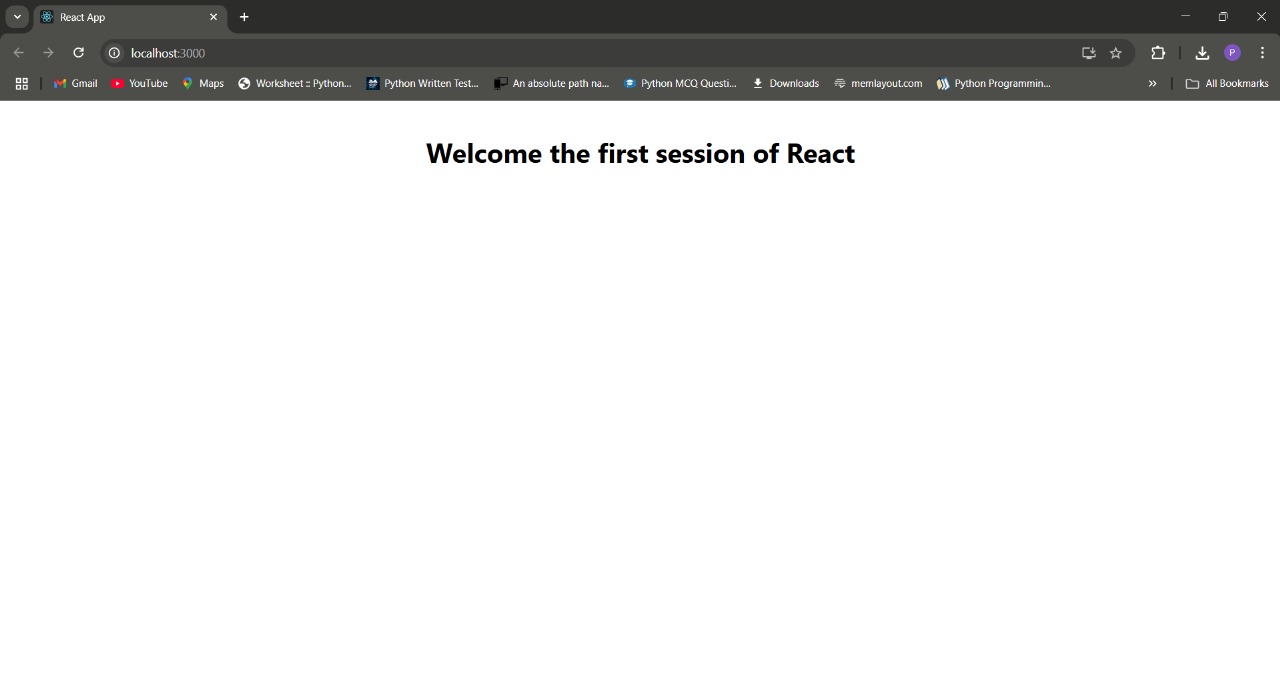 React App
localhost:3000
P
Gmail YouTube Maps Worksheet :: Python... Python Written Test... An absolute path na... Python MCQ Questi... Downloads memlayout.com Python Programmin... » All Bookmarks
Welcome the first session of React